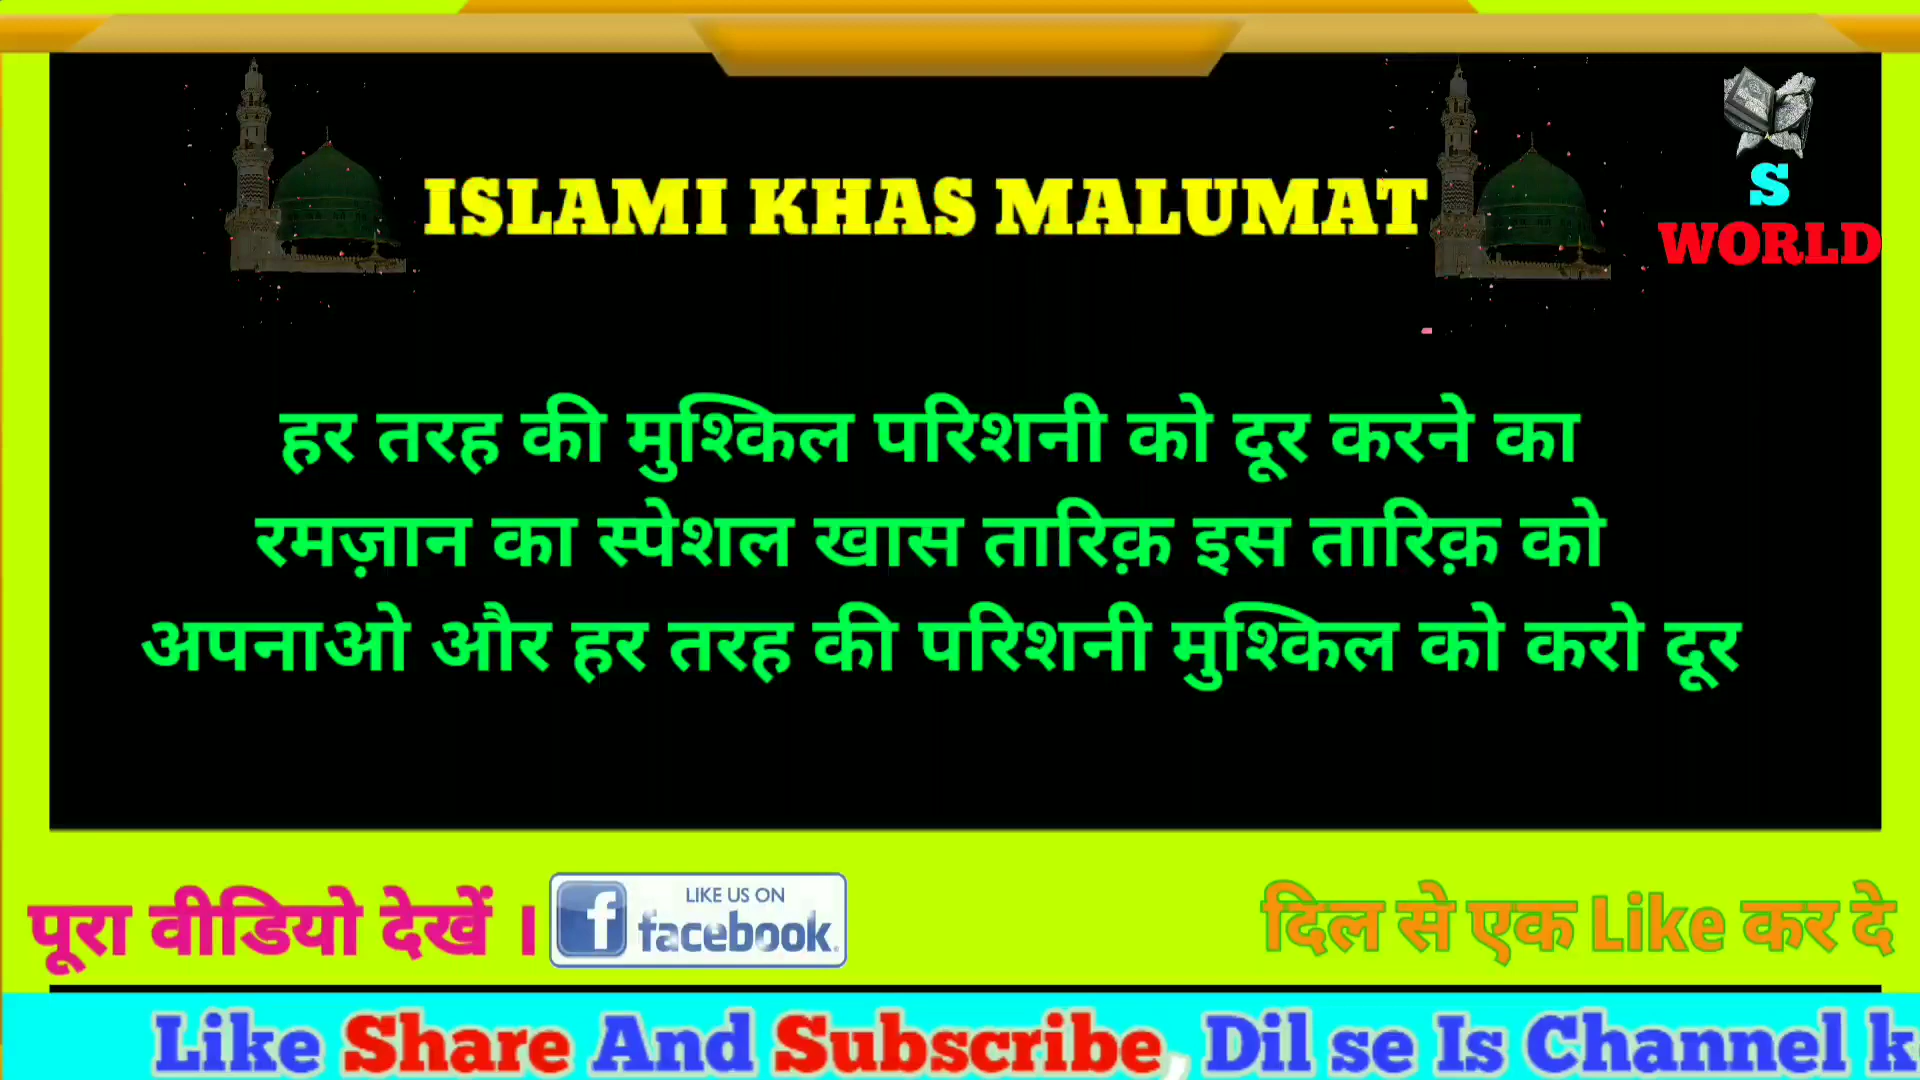 ISLAMI KHAS MALUMAT
S
WORLD
हर तरह की मुश्किल परिशनी को दूर करने का
रमज़ान का स्पेशल खास तारिक़ इस तारिक़ को
अपनाओ और हर तरह की परिशनी मुश्किल को करो दूर
पूरा वीडियो देखें ।
LIKE US ON
facebook.
दिल से एक Like कर दे
Like Share And Subscribe, Dil se Is Channel k